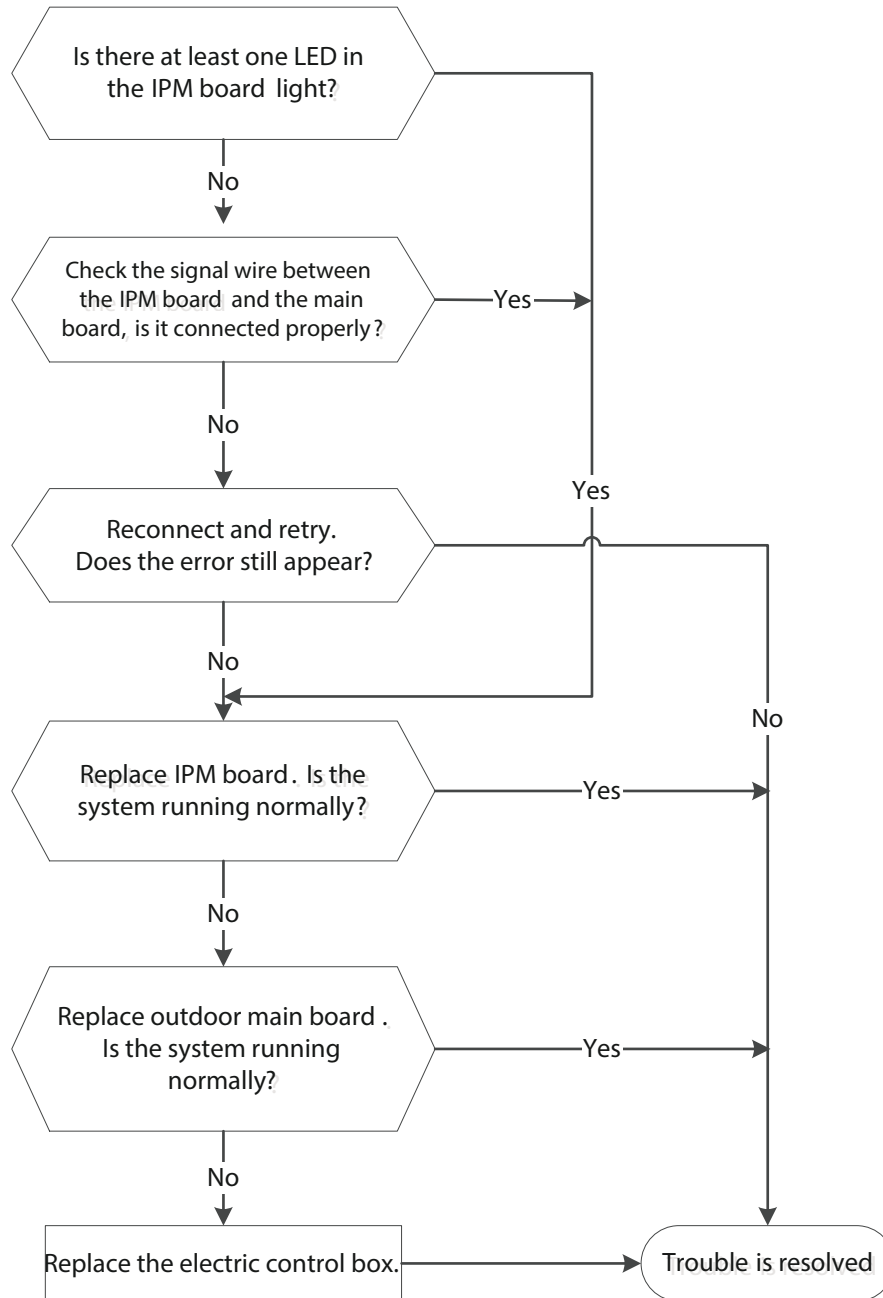 Is there at least one LED in
the IPM board light?
No
Check the signal wire between
the IPM board and the main
board, is it connected properly?
Yes
No
Yes
Reconnect and retry.
Does the error still appear?
No
No
Replace IPM board. Is the
system running normally?
Yes
No
Replace outdoor main board.
Is the system running
normally?
Yes
No
Replace the electric control box.
Trouble is resolved